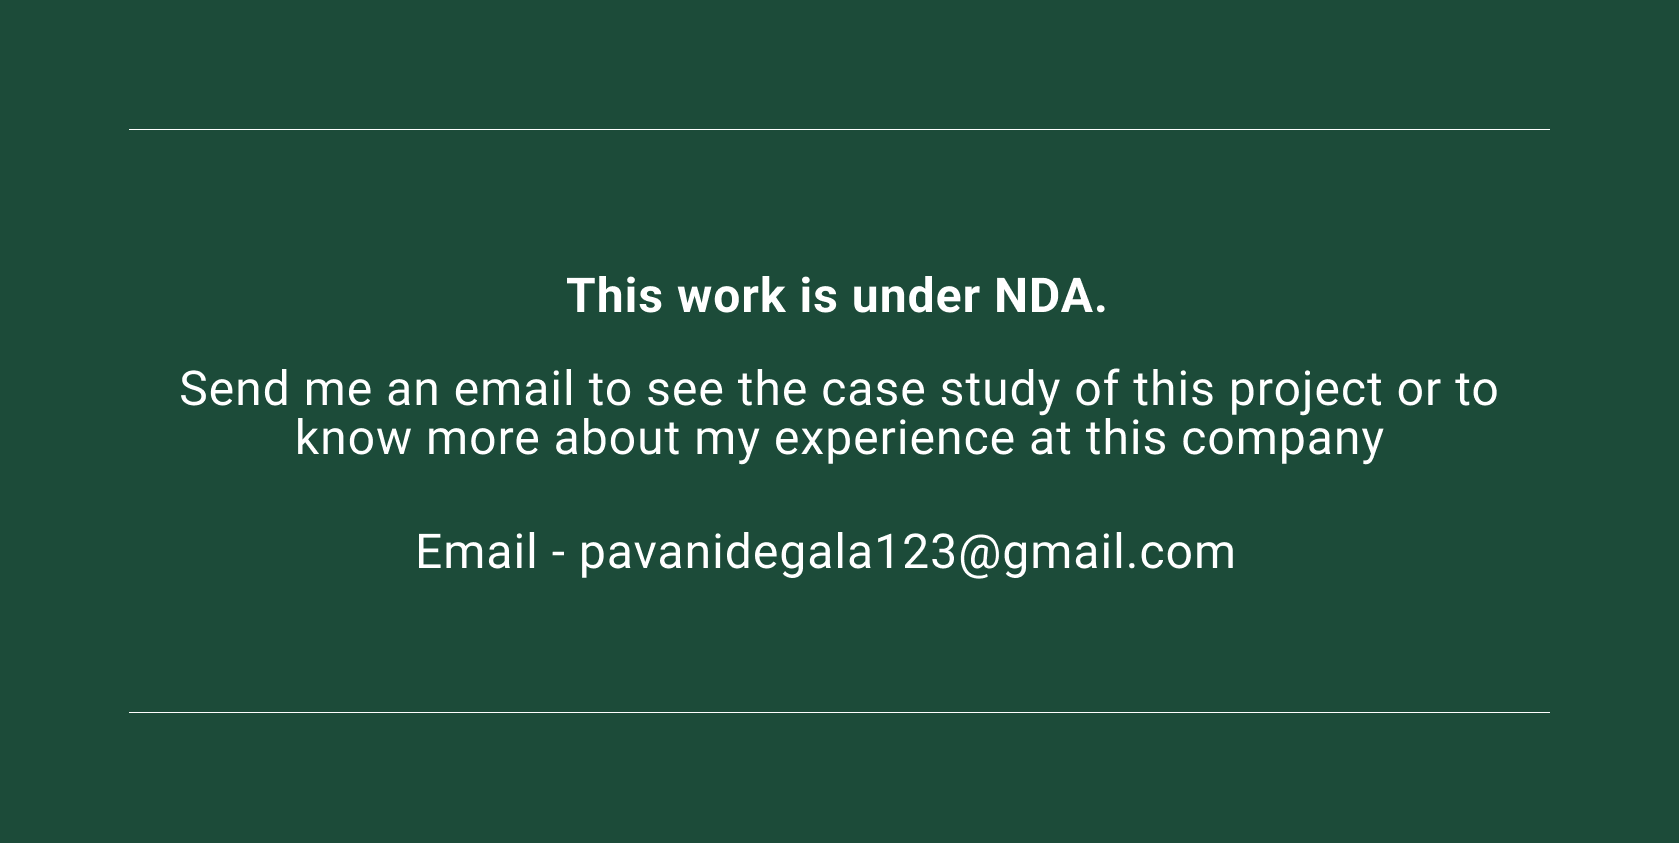 This work is under NDA.
Send me an email to see the case study of this project or to
know more about my experience at this company
Email - pavanidegala123@gmail.com